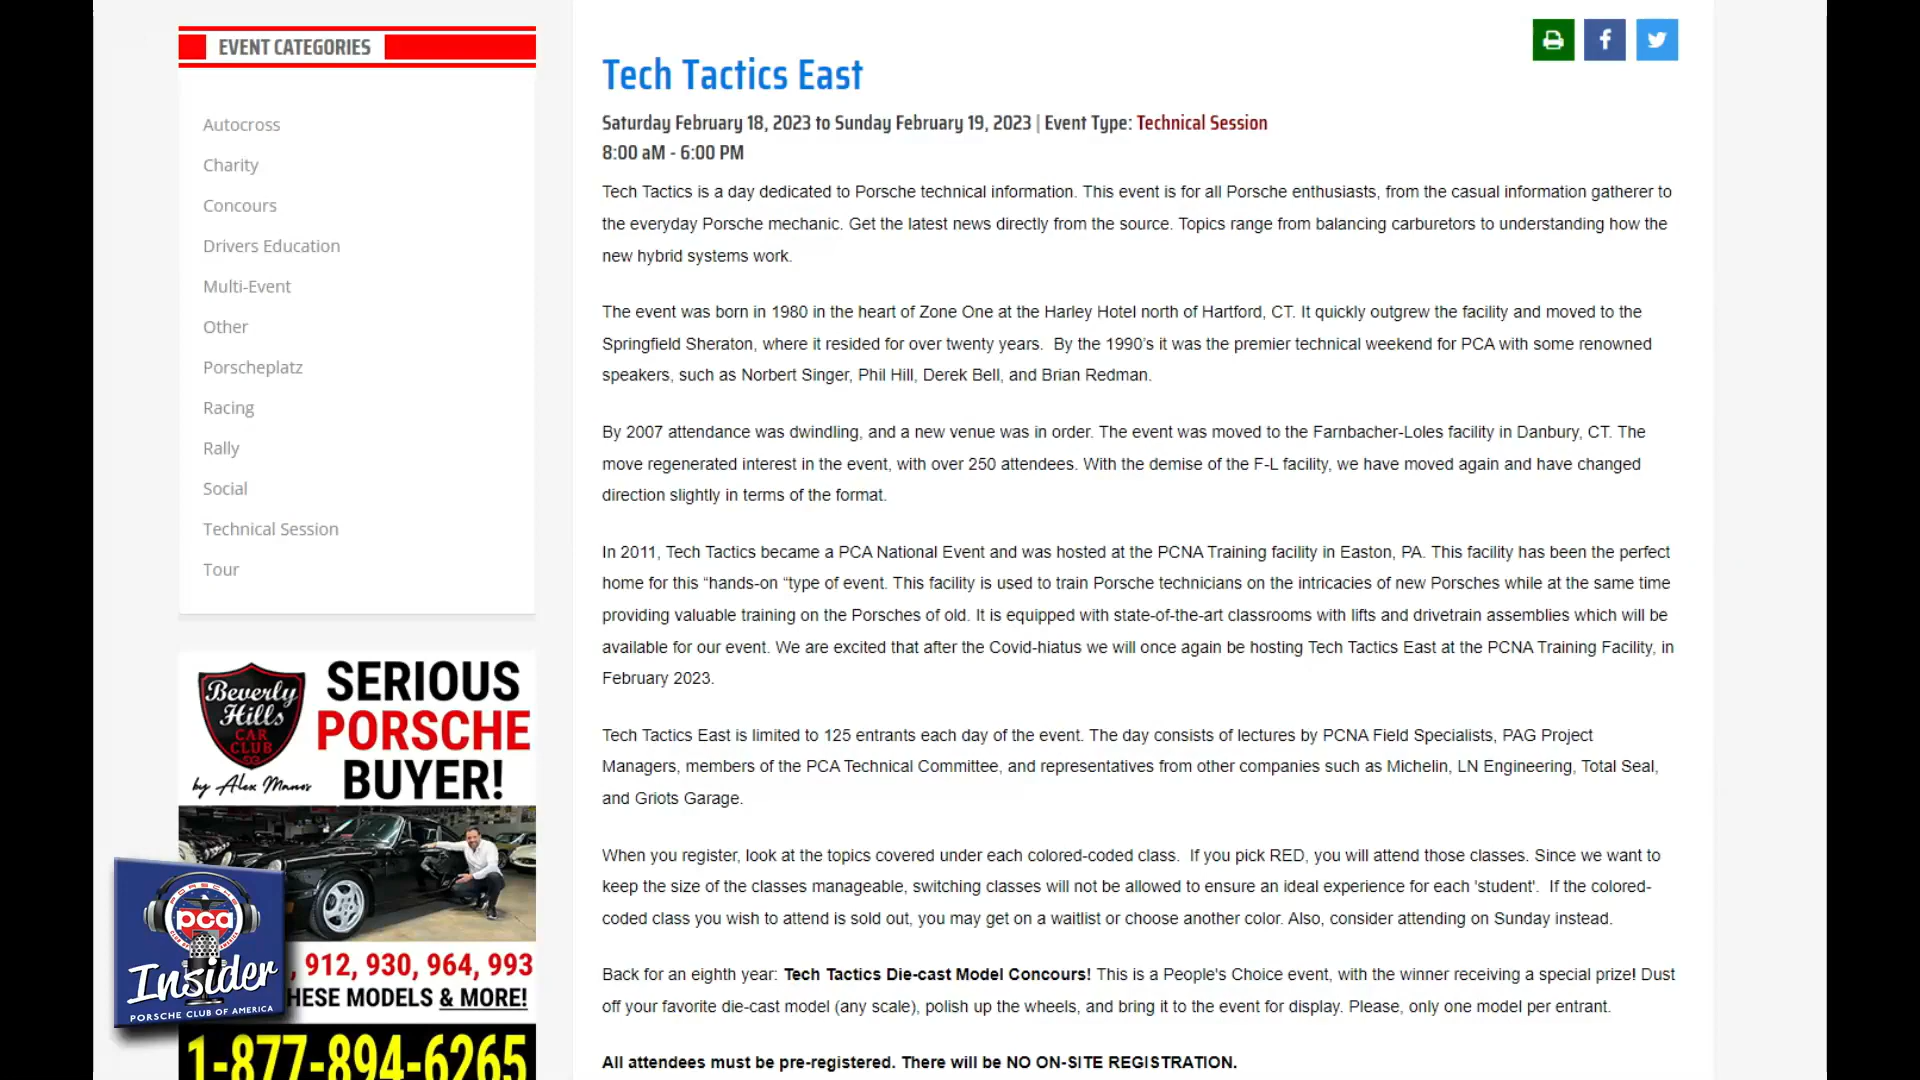 EVENT CATEGORIES
Autocross
Charity
Concours
Drivers Education
Multi-Event
Other
Porscheplatz
Racing
Rally
Social
Technical Session
Tour
Beverly
Hills
CAR
CLUB
by Alex Manos
SERIOUS
PORSCHE
BUYER!
, 912, 930, 964, 993
HESE MODELS & MORE!
1-877-894-6265
PORSCHE
pca
CLUB OF AMERICA
Insider
PORSCHE CLUB OF AMERICA
Tech Tactics East
Saturday February 18, 2023 to Sunday February 19, 2023 | Event Type: Technical Session
8:00 aM - 6:00 PM
Tech Tactics is a day dedicated to Porsche technical information. This event is for all Porsche enthusiasts, from the casual information gatherer to
the everyday Porsche mechanic. Get the latest news directly from the source. Topics range from balancing carburetors to understanding how the
new hybrid systems work.
The event was born in 1980 in the heart of Zone One at the Harley Hotel north of Hartford, CT. It quickly outgrew the facility and moved to the
Springfield Sheraton, where it resided for over twenty years.  By the 1990's it was the premier technical weekend for PCA with some renowned
speakers, such as Norbert Singer, Phil Hill, Derek Bell, and Brian Redman.
By 2007 attendance was dwindling, and a new venue was in order. The event was moved to the Farnbacher-Loles facility in Danbury, CT. The
move regenerated interest in the event, with over 250 attendees. With the demise of the F-L facility, we have moved again and have changed
direction slightly in terms of the format.
In 2011, Tech Tactics became a PCA National Event and was hosted at the PCNA Training facility in Easton, PA. This facility has been the perfect
home for this “hands-on “type of event. This facility is used to train Porsche technicians on the intricacies of new Porsches while at the same time
providing valuable training on the Porsches of old. It is equipped with state-of-the-art classrooms with lifts and drivetrain assemblies which will be
available for our event. We are excited that after the Covid-hiatus we will once again be hosting Tech Tactics East at the PCNA Training Facility, in
February 2023.
Tech Tactics East is limited to 125 entrants each day of the event. The day consists of lectures by PCNA Field Specialists, PAG Project
Managers, members of the PCA Technical Committee, and representatives from other companies such as Michelin, LN Engineering, Total Seal,
and Griots Garage.
When you register, look at the topics covered under each colored-coded class.  If you pick RED, you will attend those classes. Since we want to
keep the size of the classes manageable, switching classes will not be allowed to ensure an ideal experience for each 'student'.  If the colored-
coded class you wish to attend is sold out, you may get on a waitlist or choose another color. Also, consider attending on Sunday instead.
Back for an eighth year: Tech Tactics Die-cast Model Concours! This is a People's Choice event, with the winner receiving a special prize! Dust
off your favorite die-cast model (any scale), polish up the wheels, and bring it to the event for display. Please, only one model per entrant.
All attendees must be pre-registered. There will be NO ON-SITE REGISTRATION.